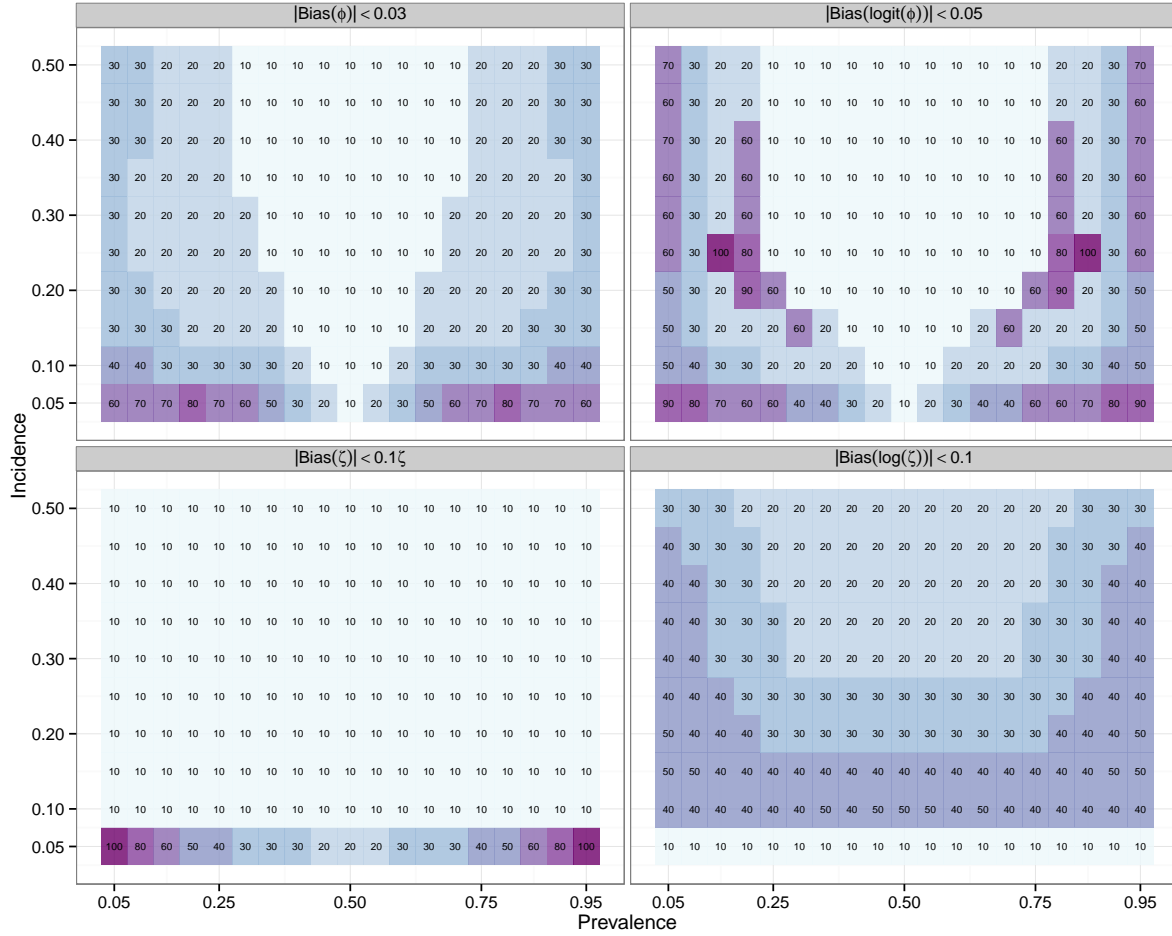 |Bias(ϕ)| < 0.03
|Bias(logit(ϕ))| < 0.05
0.50 30 30 20 20 20 10 10 10 10 10 10 10 10 10 20 20 20 30 30 70 30 20 20 10 10 10 10 10 10 10 10 10 10 10 20 20 30 70
30 30 20 20 20 10 10 10 10 10 10 10 10 10 20 20 20 30 30 60 30 20 20 10 10 10 10 10 10 10 10 10 10 10 20 20 30 60
0.40 30 30 20 20 20 10 10 10 10 10 10 10 10 10 20 20 20 30 30 70 30 20 60 10 10 10 10 10 10 10 10 10 10 10 60 20 30 70
30 20 20 20 20 10 10 10 10 10 10 10 10 10 20 20 20 20 30 60 30 20 60 10 10 10 10 10 10 10 10 10 10 10 60 20 30 60
0.30 30 20 20 20 20 20 10 10 10 10 10 10 10 20 20 20 20 20 30 60 30 20 60 10 10 10 10 10 10 10 10 10 10 10 60 20 30 60
30 20 20 20 20 20 10 10 10 10 10 10 10 20 20 20 20 20 30 60 30 100 80 10 10 10 10 10 10 10 10 10 10 10 80 100 30 60
0.20 30 30 20 20 20 20 20 10 10 10 10 10 20 20 20 20 20 30 30 50 30 20 90 60 10 10 10 10 10 10 10 10 10 60 90 20 30 50
30 30 30 20 20 20 20 10 10 10 10 10 20 20 20 20 30 30 30 50 30 20 20 20 60 20 10 10 10 10 10 20 60 20 20 20 30 50
0.10 40 40 30 30 30 30 30 20 10 10 10 20 30 30 30 30 30 40 40 50 40 30 30 20 20 20 20 10 10 10 20 20 20 20 30 30 40 50
0.05 60 70 70 80 70 60 50 30 20 10 20 30 50 60 70 80 70 70 60 90 80 70 60 60 40 40 30 20 10 20 30 40 40 60 60 70 80 90
Incidence
|Bias(ζ)| < 0.1ζ
|Bias(log(ζ))| < 0.1
0.50 10 10 10 10 10 10 10 10 10 10 10 10 10 10 10 10 10 10 10 30 30 30 20 20 20 20 20 20 20 20 20 20 20 20 20 30 30 30
10 10 10 10 10 10 10 10 10 10 10 10 10 10 10 10 10 10 10 40 30 30 30 20 20 20 20 20 20 20 20 20 20 20 30 30 30 40
0.40 10 10 10 10 10 10 10 10 10 10 10 10 10 10 10 10 10 10 10 40 40 30 30 20 20 20 20 20 20 20 20 20 20 20 30 30 40 40
10 10 10 10 10 10 10 10 10 10 10 10 10 10 10 10 10 10 10 40 40 30 30 30 20 20 20 20 20 20 20 20 20 30 30 30 40 40
0.30 10 10 10 10 10 10 10 10 10 10 10 10 10 10 10 10 10 10 10 40 40 30 30 30 20 20 20 20 20 20 20 20 20 30 30 30 40 40
10 10 10 10 10 10 10 10 10 10 10 10 10 10 10 10 10 10 10 40 40 40 30 30 30 30 30 30 30 30 30 30 30 30 30 40 40 40
0.20 10 10 10 10 10 10 10 10 10 10 10 10 10 10 10 10 10 10 10 50 40 40 40 30 30 30 30 30 30 30 30 30 30 30 40 40 40 50
10 10 10 10 10 10 10 10 10 10 10 10 10 10 10 10 10 10 10 50 50 40 40 40 40 40 40 40 40 40 40 40 40 40 40 40 50 50
0.10 10 10 10 10 10 10 10 10 10 10 10 10 10 10 10 10 10 10 10 40 40 40 40 40 40 50 40 50 50 50 40 50 40 40 40 40 40 40
0.05 100 80 60 50 40 30 30 30 20 20 20 30 30 30 40 50 60 80 100 10 10 10 10 10 10 10 10 10 10 10 10 10 10 10 10 10 10 10
0.05 0.25 0.50 0.75 0.95 0.05 0.25 0.50 0.75 0.95
Prevalence